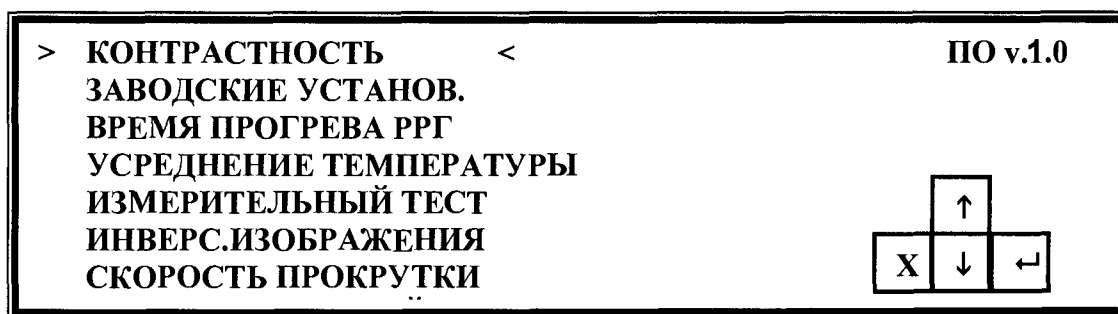 > КОНТРАСТНОСТЬ < ПО v.1.0
ЗАВОДСКИЕ УСТАНОВ.
ВРЕМЯ ПРОГРЕВА РРГ
УСРЕДНЕНИЕ ТЕМПЕРАТУРЫ
ИЗМЕРИТЕЛЬНЫЙ ТЕСТ
↑
ИНВЕРС.ИЗОБРАЖЕНИЯ
СКОРОСТЬ ПРОКРУТКИ
X ↓ ↵